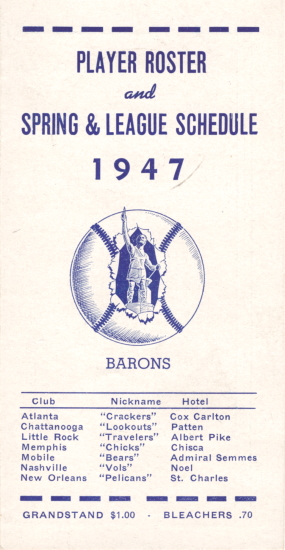 PLAYER ROSTER
and
SPRING & LEAGUE SCHEDULE
1947
BARONS
Club Nickname Hotel
Atlanta "Crackers" Cox Carlton
Chattanooga "Lookouts" Patten
Little Rock "Travelers" Albert Pike
Memphis "Chicks" Chisca
Mobile "Bears" Admiral Semmes
Nashville "Vols" Noel
New Orleans "Pelicans" St. Charles
GRANDSTAND $1.00 - BLEACHERS .70